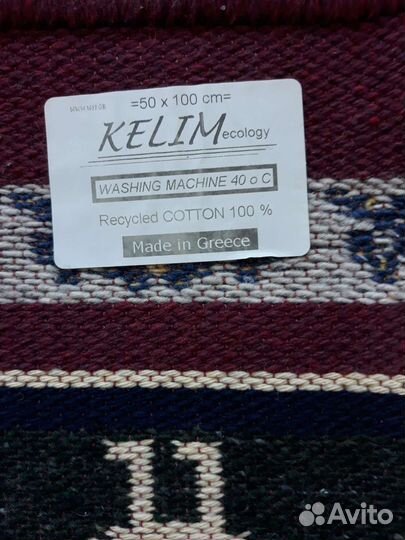 =50 x 100 cm=
KELIM ecology
WASHING MACHINE 40 o C
Recycled COTTON 100 %
Made in Greece
Avito